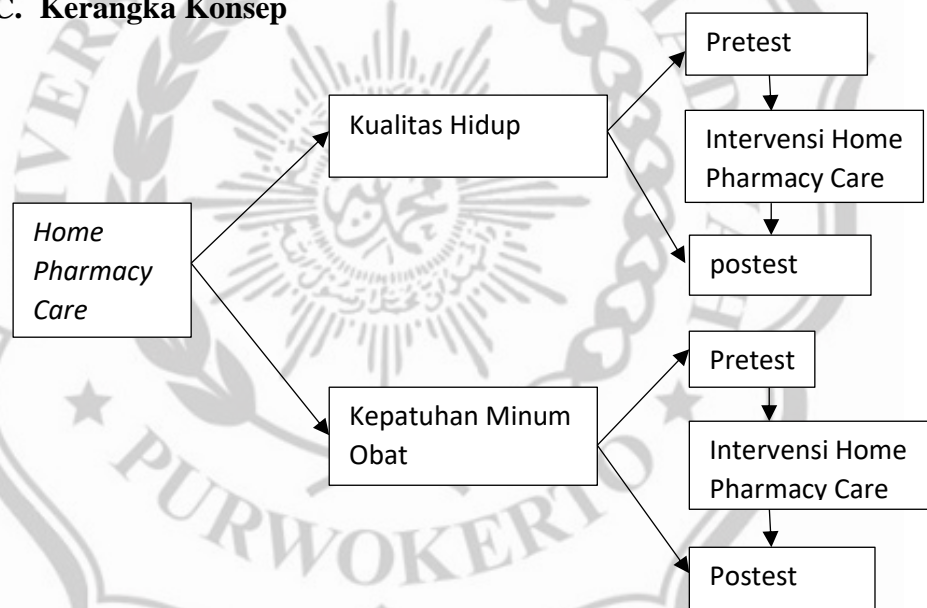 C. Kerangka Konsep
Pretest
Kualitas Hidup
Intervensi Home
Pharmacy Care
Home
Pharmacy
Care
postest
Pretest
Kepatuhan Minum
Obat
Intervensi Home
Pharmacy Care
Postest
PURWOKERTO